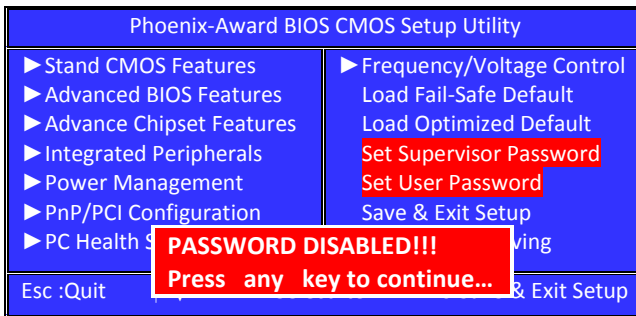 Phoenix-Award BIOS CMOS Setup Utility
►Stand CMOS Features
►Advanced BIOS Features
►Advance Chipset Features
►Integrated Peripherals
►Power Management
►PnP/PCI Configuration
►PC Health
►Frequency/Voltage Control
Load Fail-Safe Default
Load Optimized Default
Set Supervisor Password
Set User Password
Save & Exit Setup
PASSWORD DISABLED!!!
Press any key to continue...
Esc :Quit
& Exit Setup